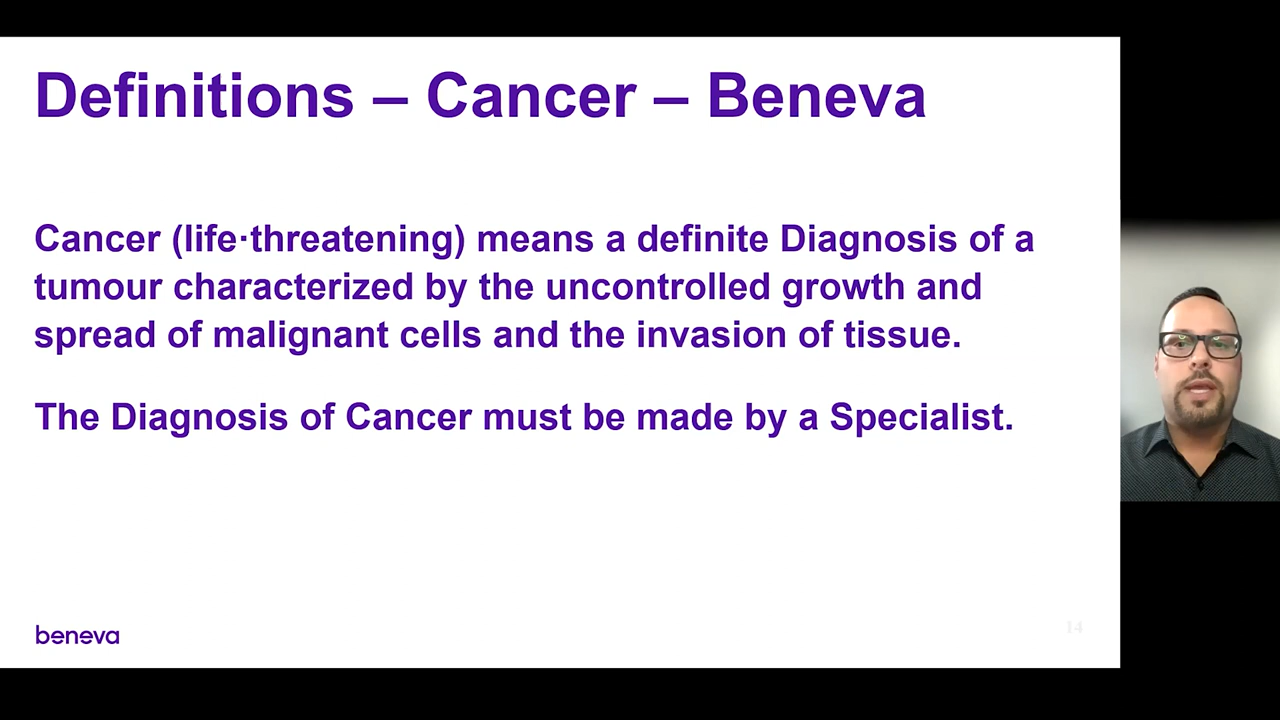 Definitions – Cancer – Beneva
Cancer (life·threatening) means a definite Diagnosis of a
tumour characterized by the uncontrolled growth and
spread of malignant cells and the invasion of tissue.
The Diagnosis of Cancer must be made by a Specialist.
beneva
14